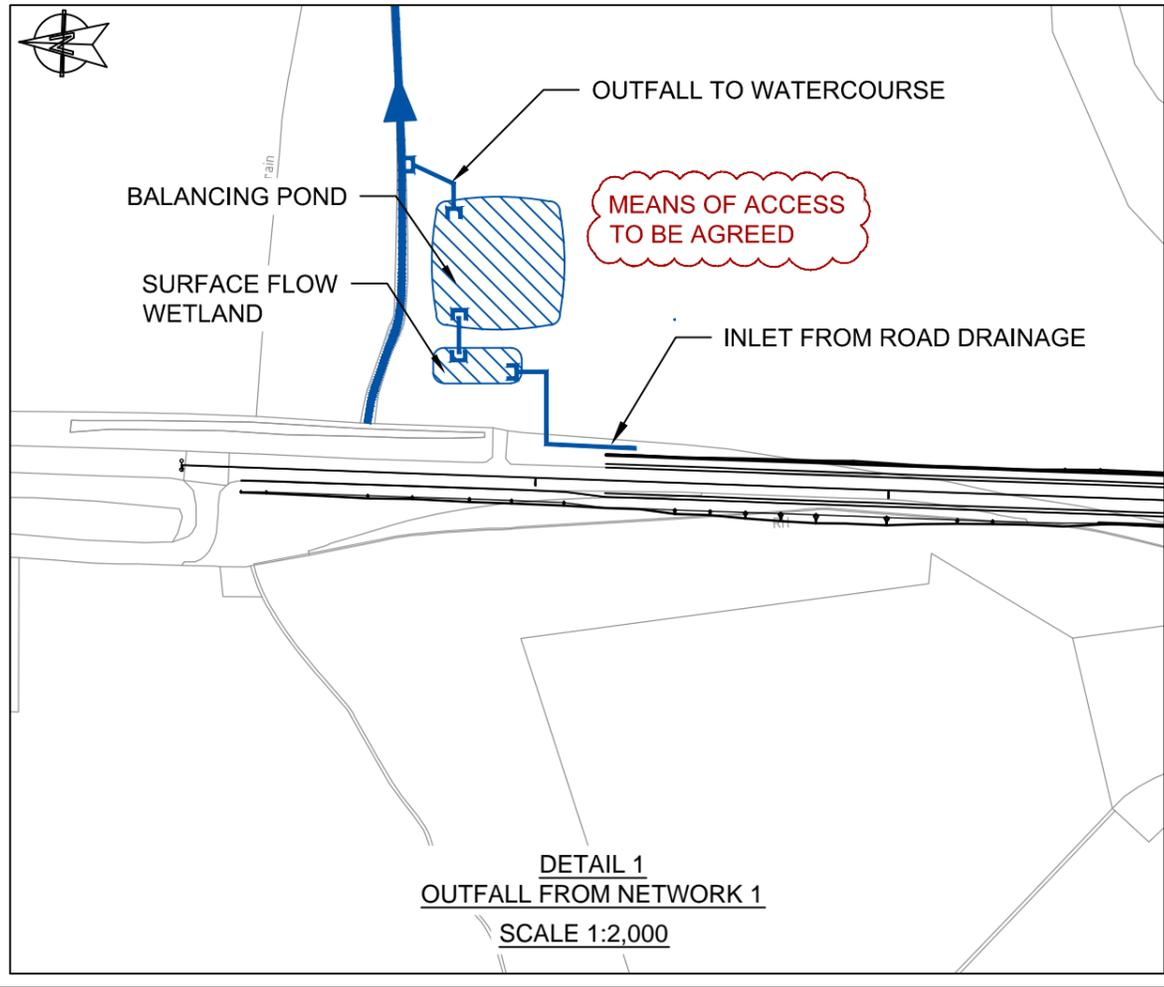 N
OUTFALL TO WATERCOURSE
BALANCING POND
MEANS OF ACCESS
TO BE AGREED
SURFACE FLOW
WETLAND
INLET FROM ROAD DRAINAGE
DETAIL 1
OUTFALL FROM NETWORK 1
SCALE 1:2,000